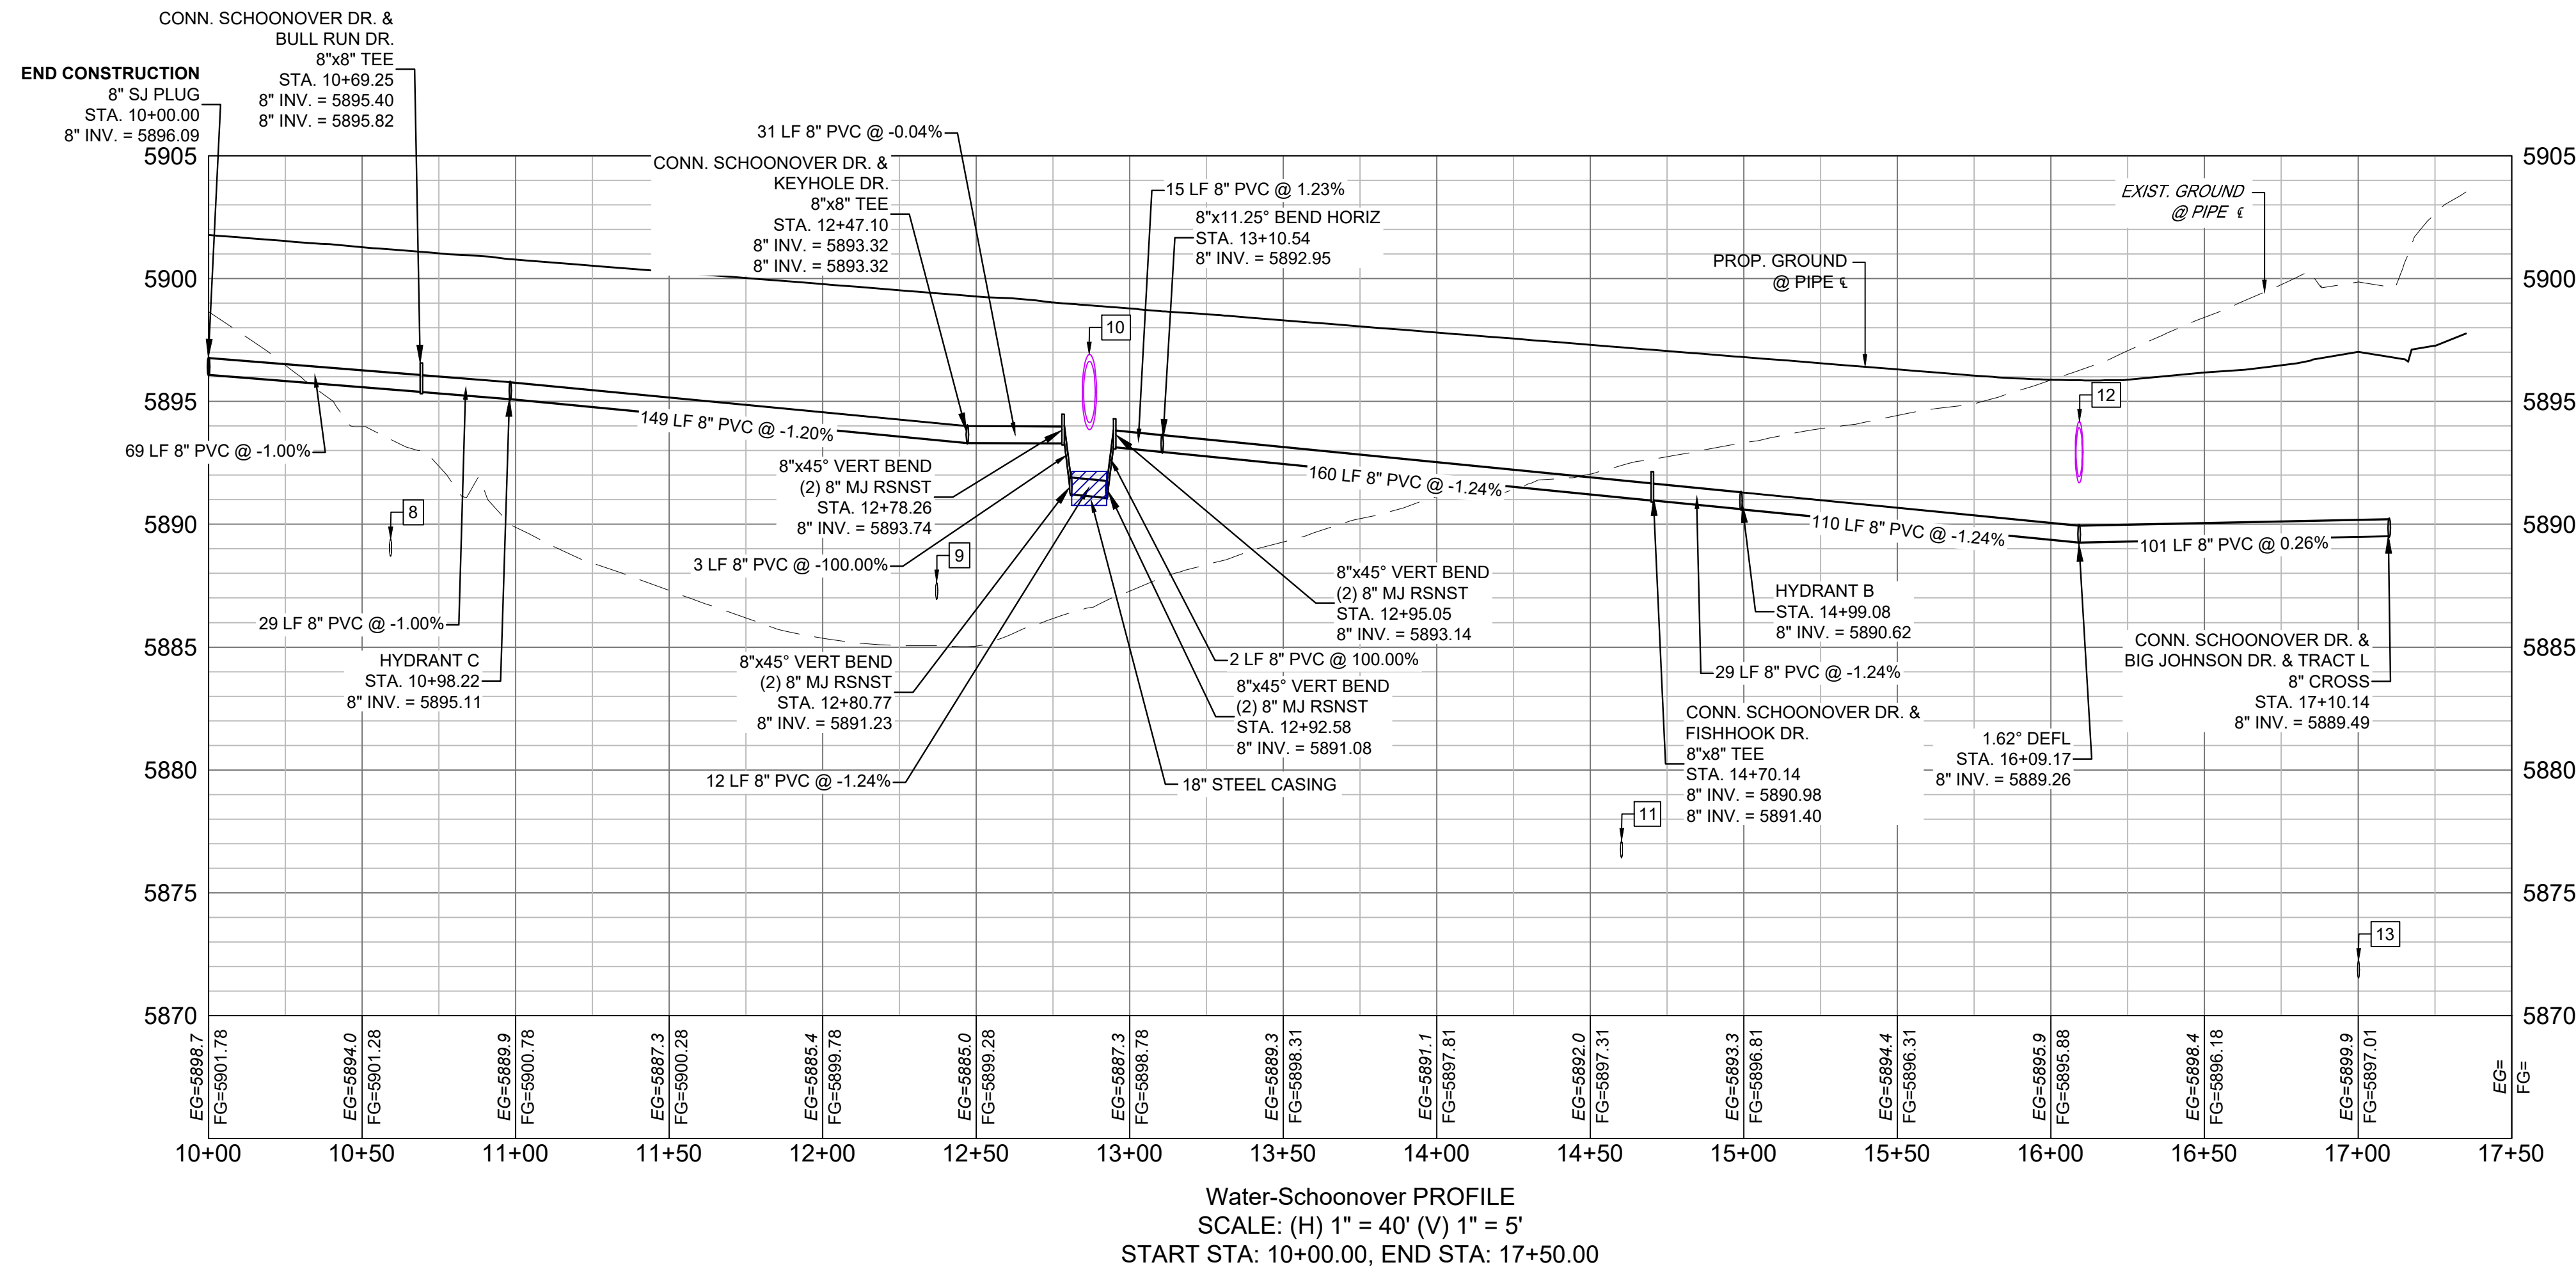 CONN. SCHOONOVER DR. &
BULL RUN DR.
8"x8" TEE
STA. 10+69.25
8" INV. = 5895.40
8" INV. = 5895.82
END CONSTRUCTION
8" SJ PLUG
STA. 10+00.00
8" INV. = 5896.09
31 LF 8" PVC @ -0.04%
CONN. SCHOONOVER DR. &
KEYHOLE DR.
8"x8" TEE
STA. 12+47.10
8" INV. = 5893.32
8" INV. = 5893.32
15 LF 8" PVC @ 1.23%
8"x11.25° BEND HORIZ
STA. 13+10.54
8" INV. = 5892.95
EXIST. GROUND
@ PIPE ℄
PROP. GROUND
@ PIPE ℄
5905
5900
5895
5890
5885
5880
5875
5870
5905
5900
5895
5890
5885
5880
5875
5870
10
12
69 LF 8" PVC @ -1.00%
149 LF 8" PVC @ -1.20%
8"x45° VERT BEND
(2) 8" MJ RSNST
STA. 12+78.26
8" INV. = 5893.74
160 LF 8" PVC @ -1.24%
110 LF 8" PVC @ -1.24%
101 LF 8" PVC @ 0.26%
8
9
3 LF 8" PVC @ -100.00%
8"x45° VERT BEND
(2) 8" MJ RSNST
STA. 12+95.05
8" INV. = 5893.14
HYDRANT B
STA. 14+99.08
8" INV. = 5890.62
29 LF 8" PVC @ -1.00%
HYDRANT C
STA. 10+98.22
8" INV. = 5895.11
8"x45° VERT BEND
(2) 8" MJ RSNST
STA. 12+80.77
8" INV. = 5891.23
2 LF 8" PVC @ 100.00%
8"x45° VERT BEND
(2) 8" MJ RSNST
STA. 12+92.58
8" INV. = 5891.08
29 LF 8" PVC @ -1.24%
CONN. SCHOONOVER DR. &
BIG JOHNSON DR. & TRACT L
8" CROSS
STA. 17+10.14
8" INV. = 5889.49
CONN. SCHOONOVER DR. &
FISHHOOK DR.
8"x8" TEE
STA. 14+70.14
8" INV. = 5890.98
8" INV. = 5891.40
1.62° DEFL
STA. 16+09.17
8" INV. = 5889.26
12 LF 8" PVC @ -1.24%
18" STEEL CASING
11
13
EG=5898.7
FG=5901.78
EG=5894.0
FG=5901.28
EG=5889.9
FG=5900.78
EG=5887.3
FG=5900.28
EG=5885.4
FG=5899.78
EG=5885.0
FG=5899.28
EG=5887.3
FG=5898.78
EG=5889.3
FG=5898.31
EG=5891.1
FG=5897.81
EG=5892.0
FG=5897.31
EG=5893.3
FG=5896.81
EG=5894.4
FG=5896.31
EG=5895.9
FG=5895.88
EG=5898.4
FG=5896.18
EG=5899.9
FG=5897.01
EG=
FG=
10+00 10+50 11+00 11+50 12+00 12+50 13+00 13+50 14+00 14+50 15+00 15+50 16+00 16+50 17+00 17+50
Water-Schoonover PROFILE
SCALE: (H) 1" = 40' (V) 1" = 5'
START STA: 10+00.00, END STA: 17+50.00